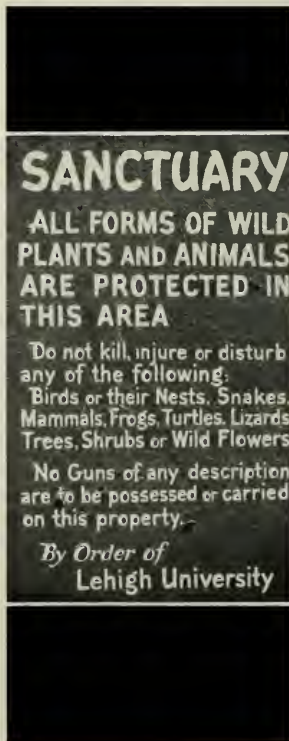 SANCTUARY
ALL FORMS OF WILD
PLANTS AND ANIMALS
ARE PROTECTED IN
THIS AREA
Do not kill, injure or disturb
any of the following:
Birds or their Nests, Snakes,
Mammals, Frogs, Turtles, Lizards
Trees, Shrubs or Wild Flowers
No Guns of any description
are to be possessed or carried
on this property.
By Order of
Lehigh University